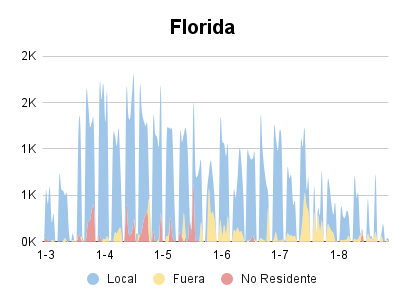 Florida
2K
2K
1K
1K
0K
1-3 1-4 1-5 1-6 1-7 1-8
Local Fuera No Residente